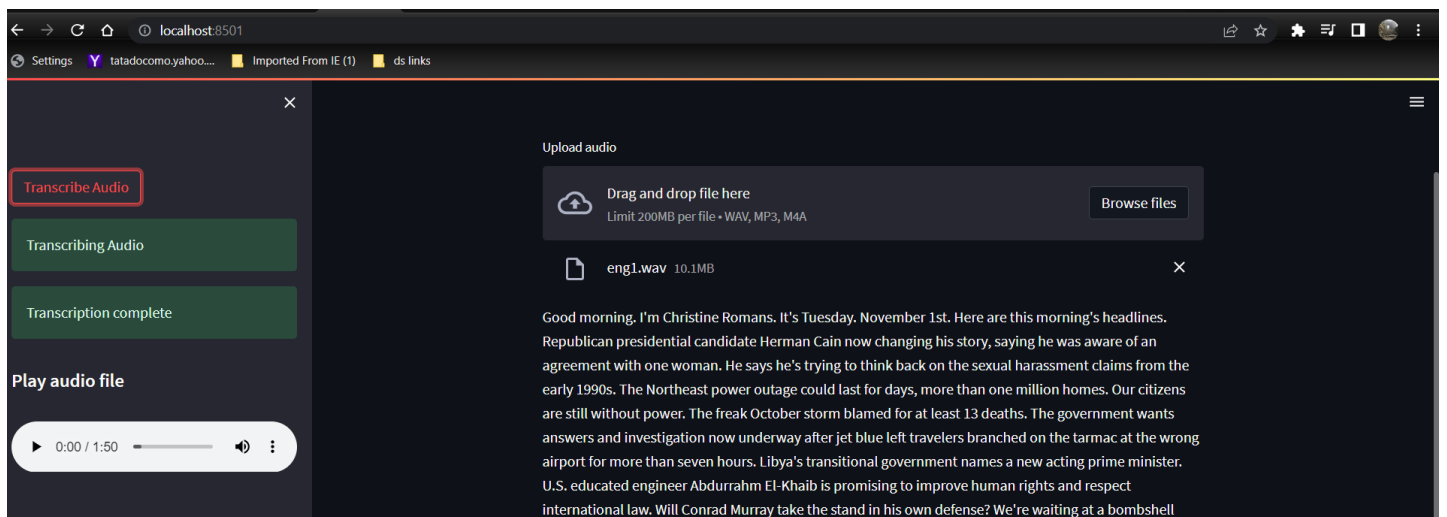 localhost:8501
Settings
tatadocomo.yahoo....
Imported From IE (1)
ds links
Transcribe Audio
Transcribing Audio
Transcription complete
Play audio file
0:00 / 1:50
Upload audio
Drag and drop file here
Limit 200MB per file • WAV, MP3, M4A
Browse files
eng1.wav 10.1MB
Good morning. I'm Christine Romans. It's Tuesday. November 1st. Here are this morning's headlines.
Republican presidential candidate Herman Cain now changing his story, saying he was aware of an
agreement with one woman. He says he's trying to think back on the sexual harassment claims from the
early 1990s. The Northeast power outage could last for days, more than one million homes. Our citizens
are still without power. The freak October storm blamed for at least 13 deaths. The government wants
answers and investigation now underway after jet blue left travelers branched on the tarmac at the wrong
airport for more than seven hours. Libya's transitional government names a new acting prime minister.
U.S. educated engineer Abdurrahm El-Khaib is promising to improve human rights and respect
international law. Will Conrad Murray take the stand in his own defense? We're waiting at a bombshell